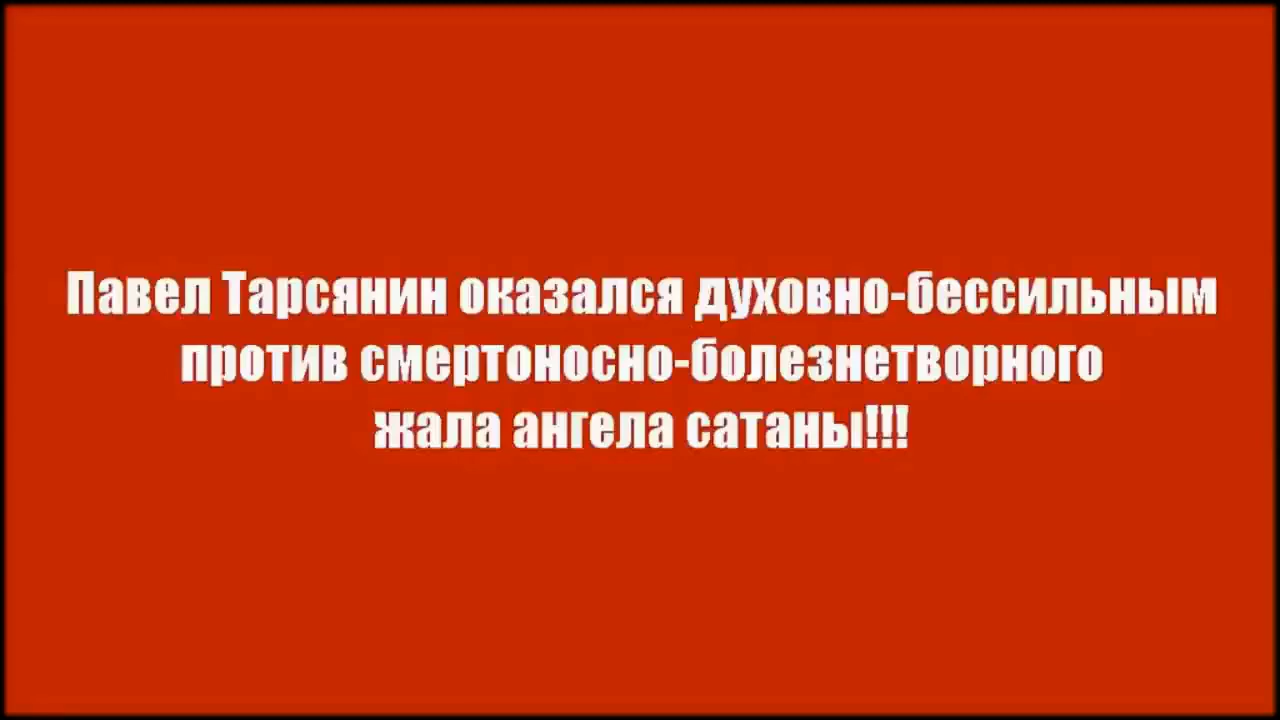 Павел Тарсянин оказался духовно-бессильным
против смертоносно-болезнетворного
жала ангела сатаны!!!